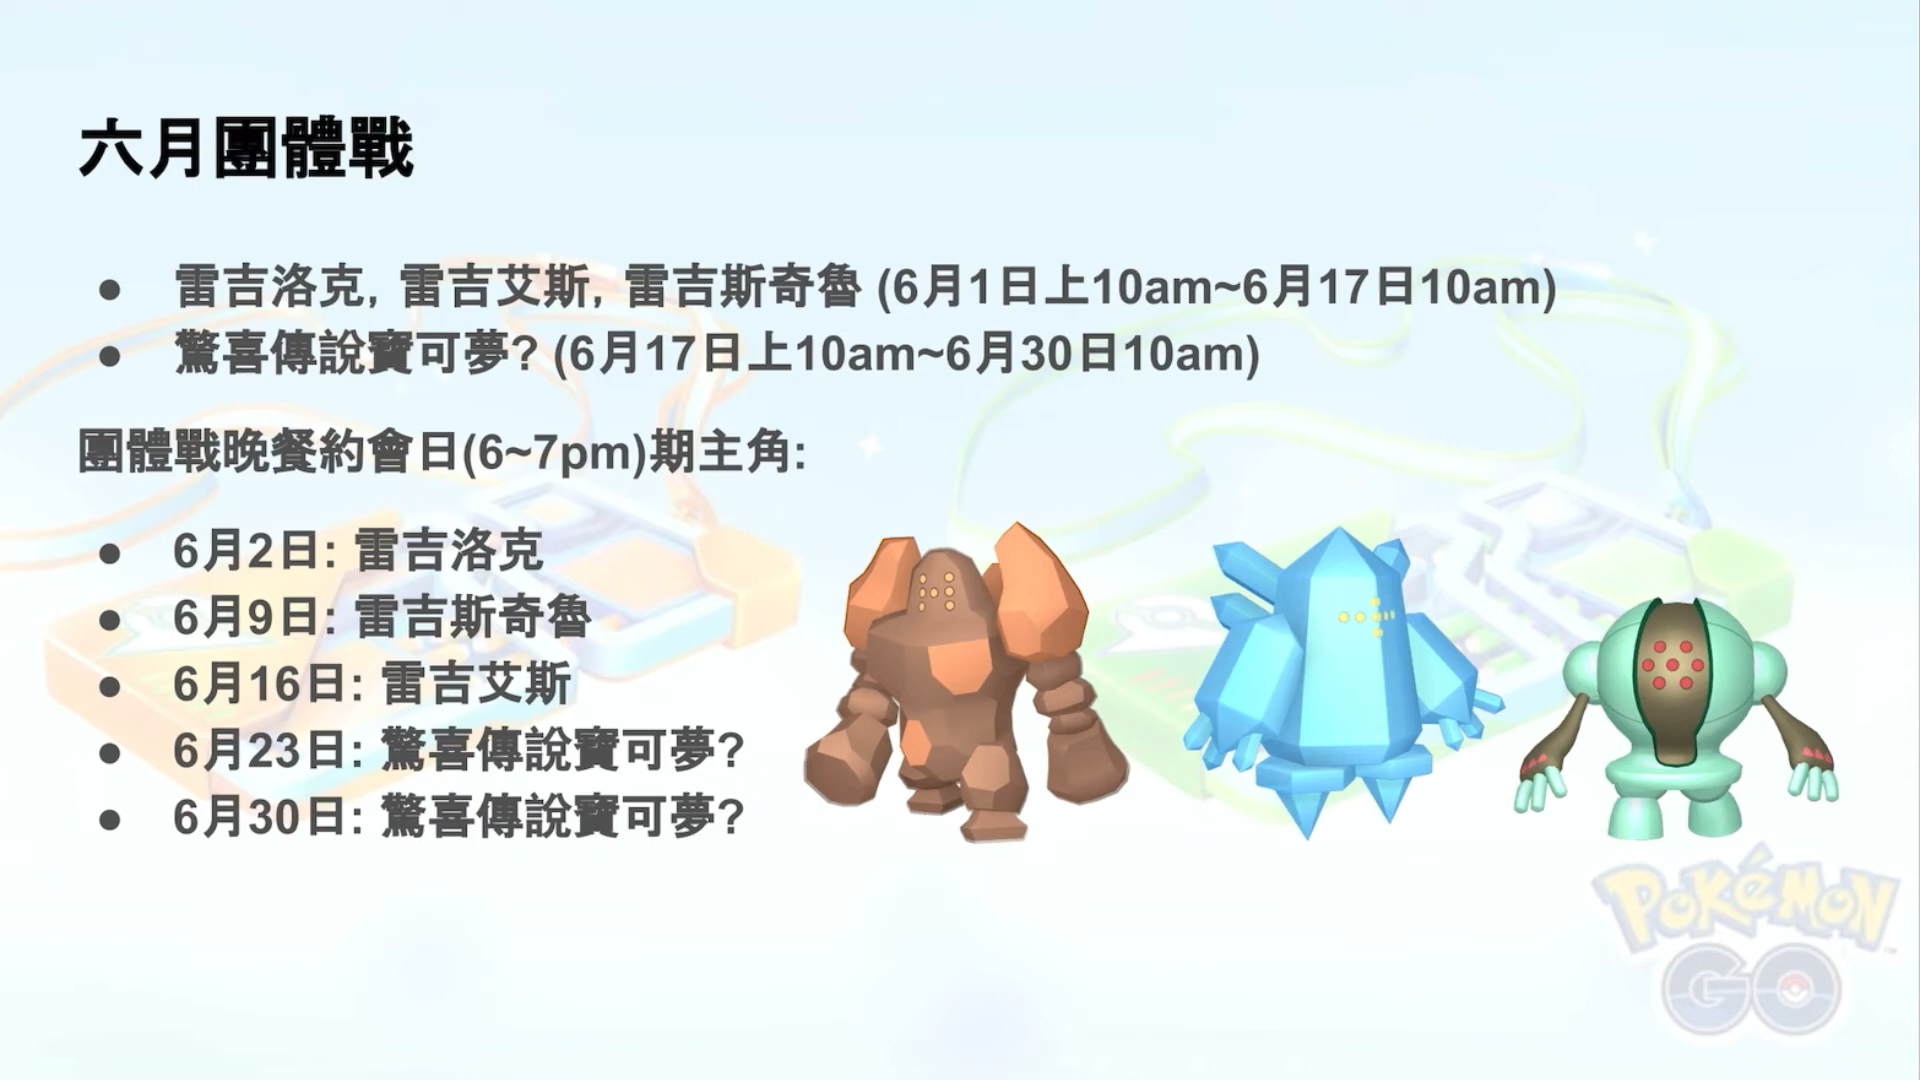 六月團體戰
● 雷吉洛克, 雷吉艾斯, 雷吉斯奇魯 (6月1日上10am~6月17日10am)
● 驚喜傳說寶可夢? (6月17日上10am~6月30日10am)
團體戰晚餐約會日(6~7pm)期主角:
● 6月2日: 雷吉洛克
● 6月9日: 雷吉斯奇魯
● 6月16日: 雷吉艾斯
● 6月23日: 驚喜傳說寶可夢?
● 6月30日: 驚喜傳說寶可夢?
POKéMON
GO